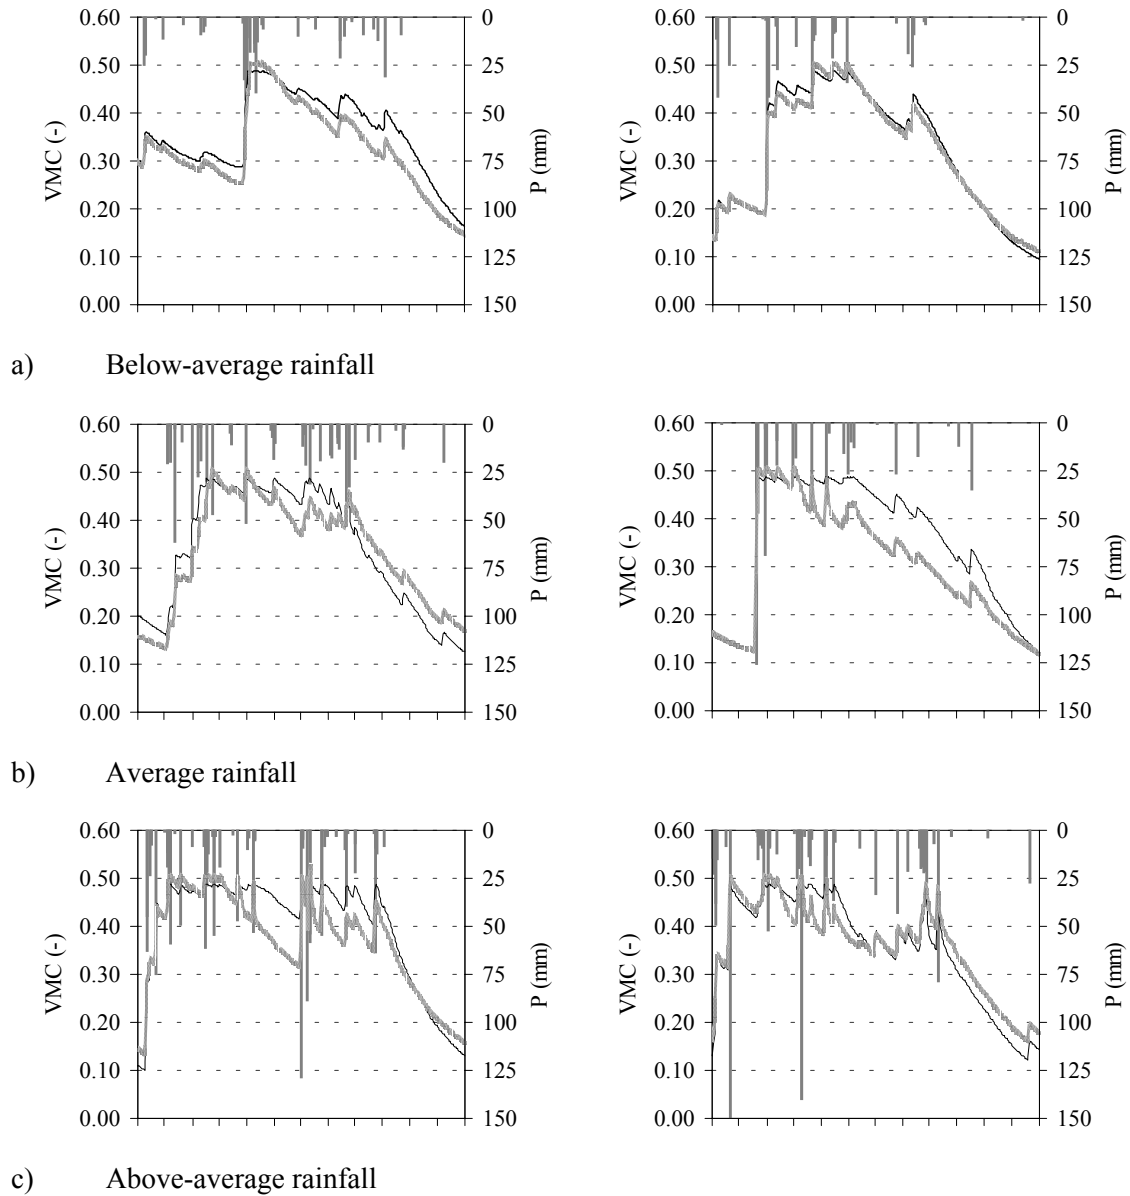 0.60 0 0.60 0
0.50 25 0.50 25
0.40 50 0.40 50
0.30 75 0.30 75
0.20 100 0.20 100
0.10 125 0.10 125
0.00 150 0.00 150
VMC (-) P (mm) VMC (-) P (mm)
a) Below-average rainfall
0.60 0 0.60 0
0.50 25 0.50 25
0.40 50 0.40 50
0.30 75 0.30 75
0.20 100 0.20 100
0.10 125 0.10 125
0.00 150 0.00 150
VMC (-) P (mm) VMC (-) P (mm)
b) Average rainfall
0.60 0 0.60 0
0.50 25 0.50 25
0.40 50 0.40 50
0.30 75 0.30 75
0.20 100 0.20 100
0.10 125 0.10 125
0.00 150 0.00 150
VMC (-) P (mm) VMC (-) P (mm)
c) Above-average rainfall